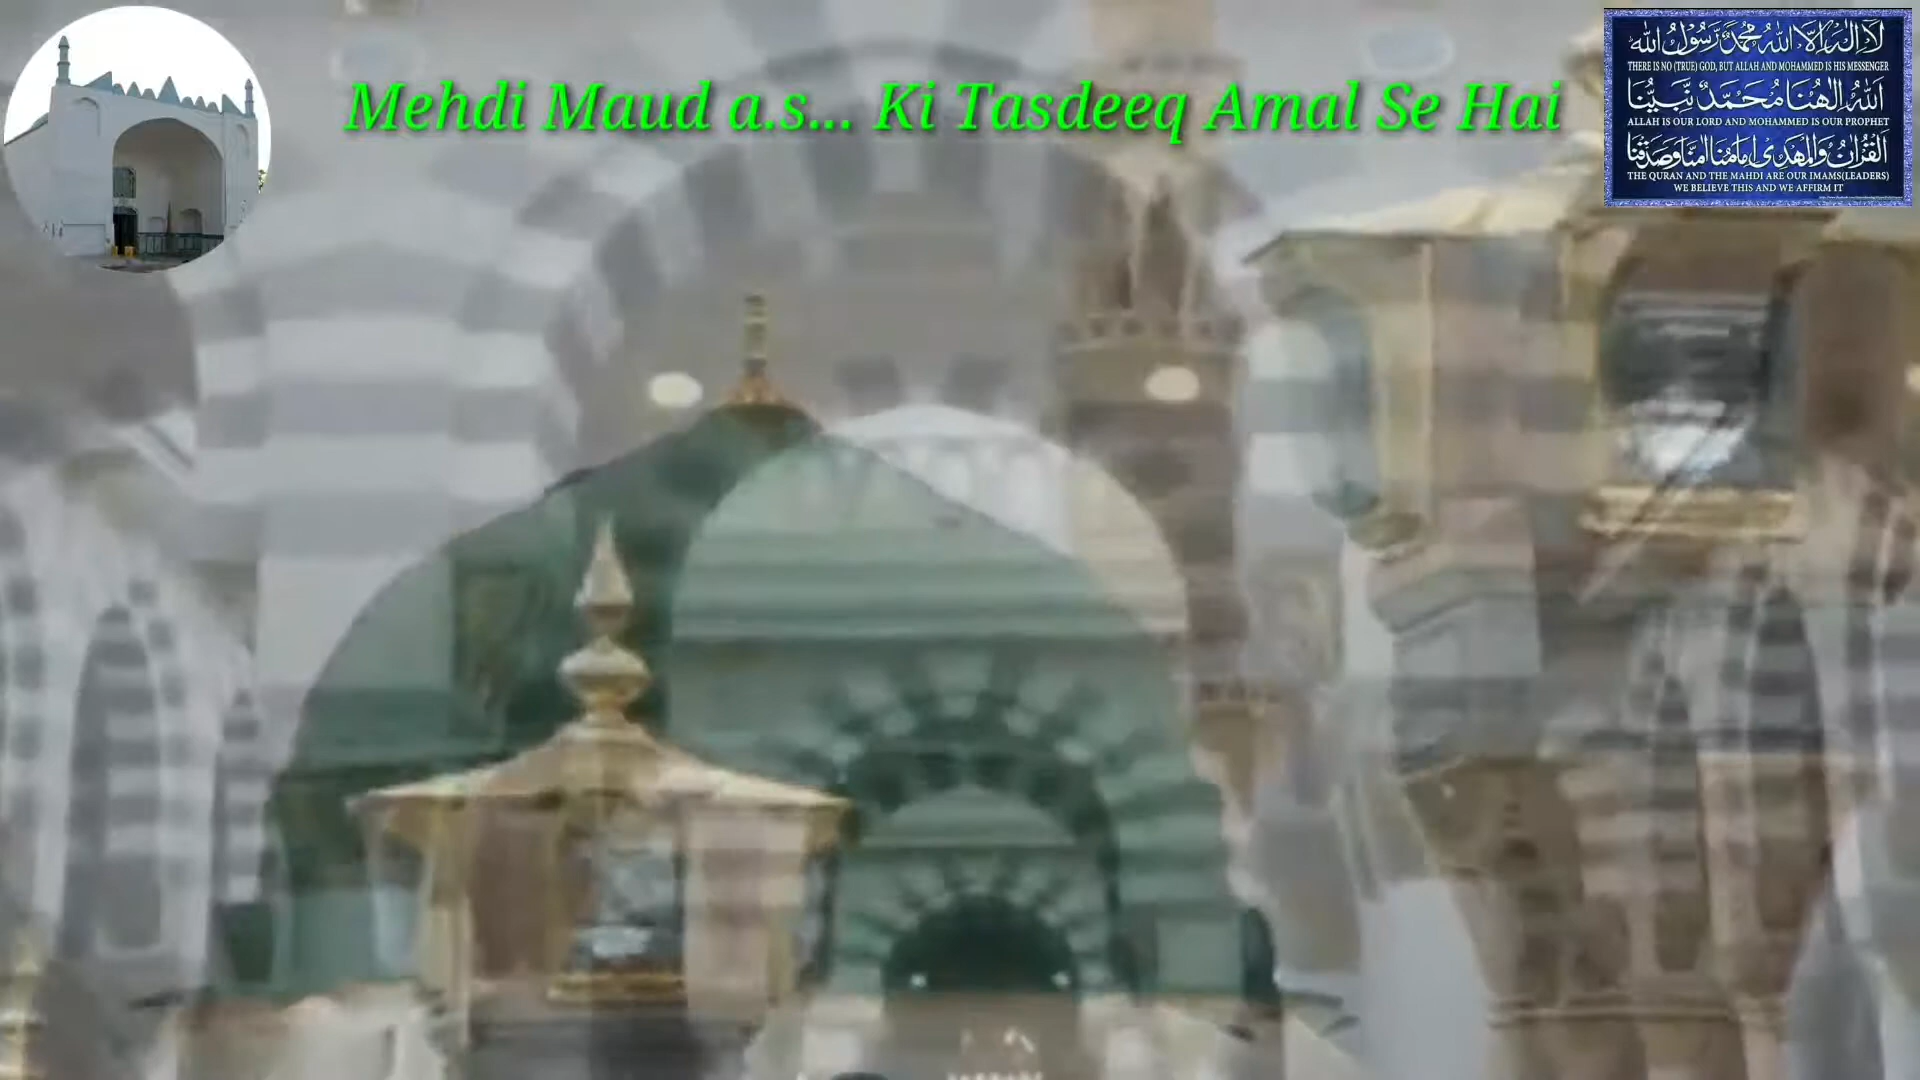 Mehdi Maud a.s... Ki Tasdeeq Amal Se Hai
لا اله الا الله محمد رسول الله
THERE IS NO (TRUE) GOD, BUT ALLAH AND MOHAMMED IS HIS MESSENGER
الله الهنا محمد نبينا
ALLAH IS OUR LORD AND MOHAMMED IS OUR PROPHET
القرآن والمهدي امامنا امنا وصدقنا
THE QURAN AND THE MAHDI ARE OUR IMAMS(LEADERS)
WE BELIEVE THIS AND WE AFFIRM IT